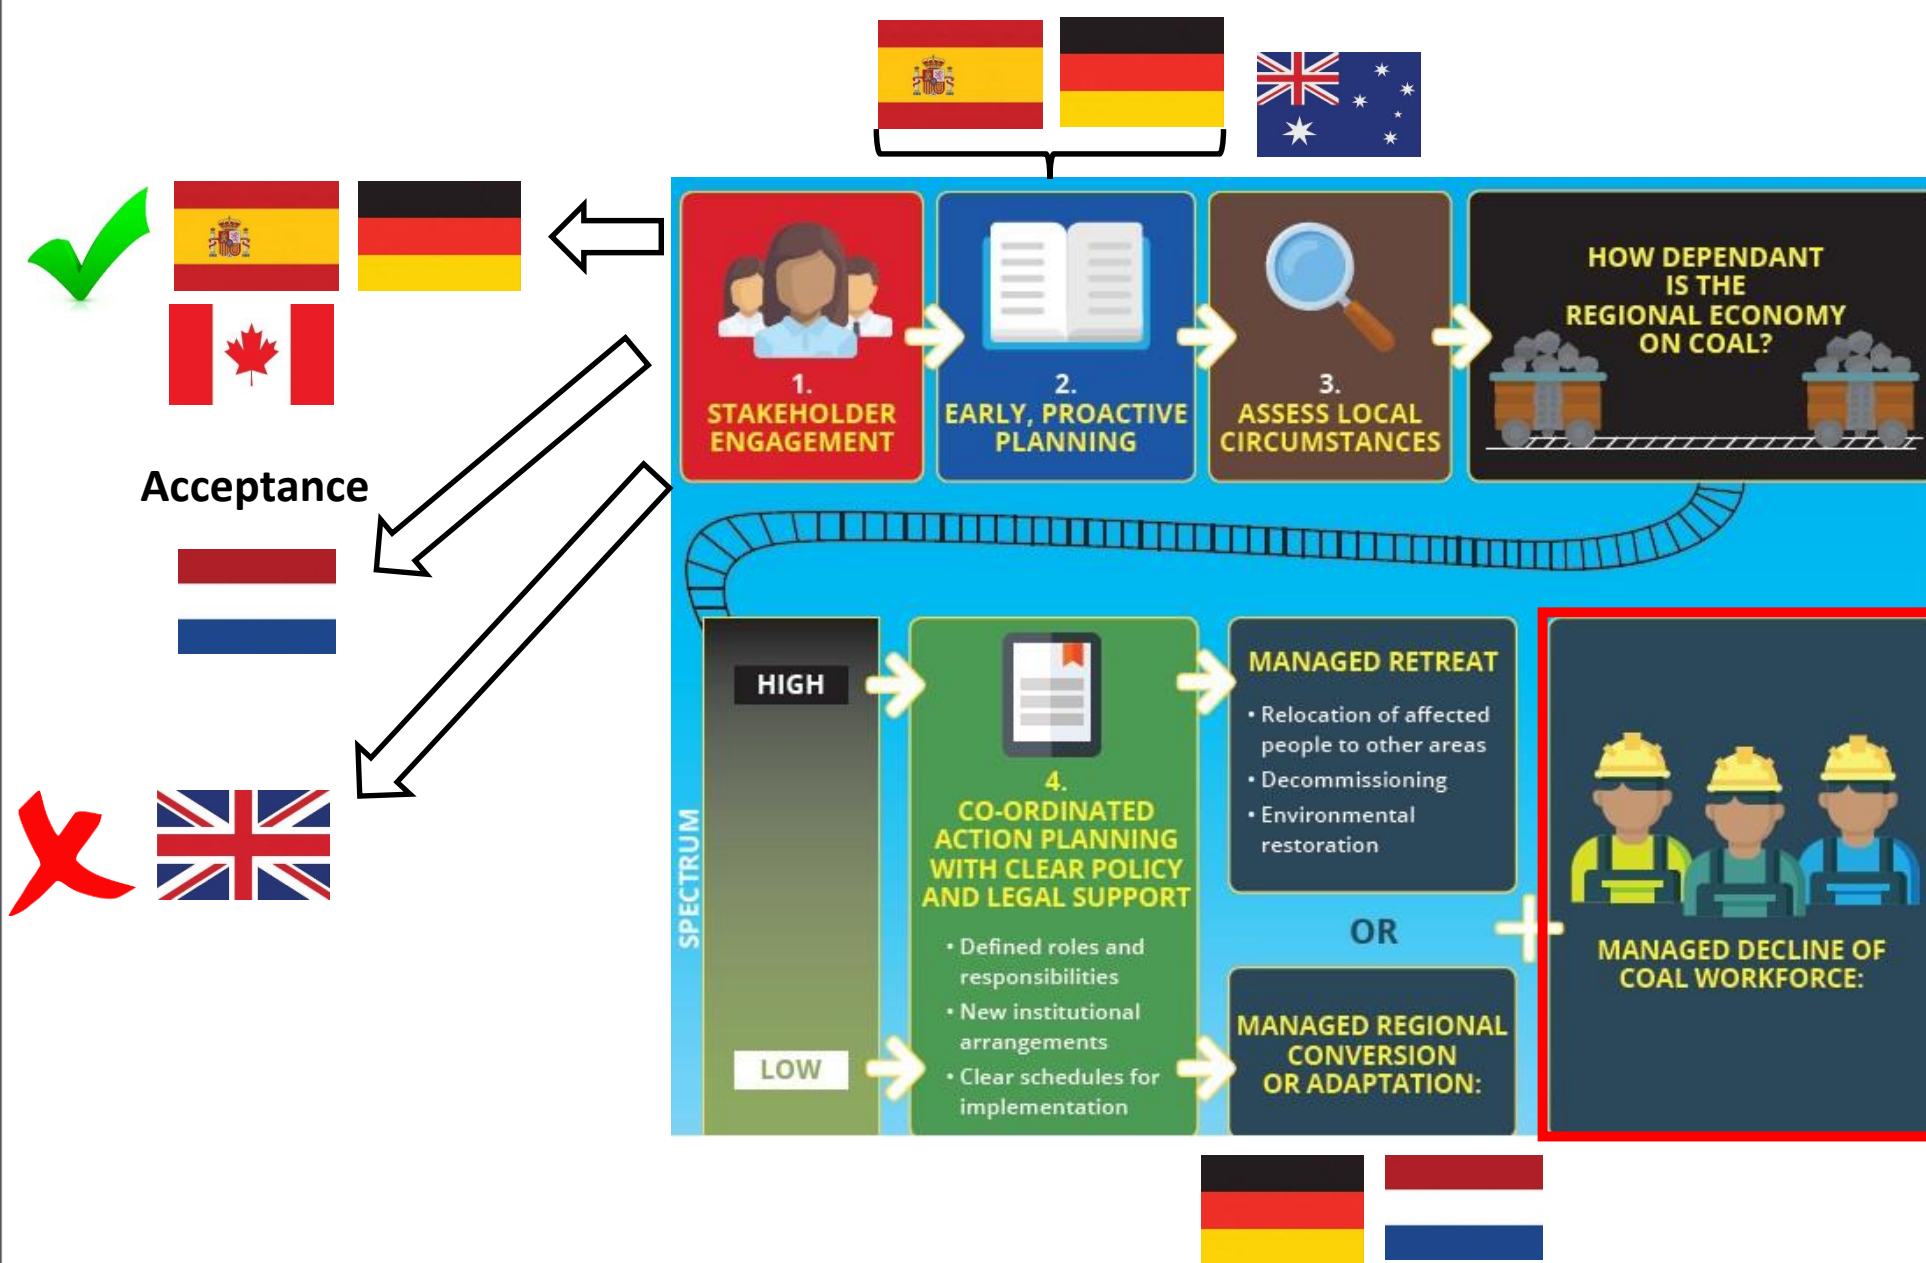 1.
STAKEHOLDER
ENGAGEMENT
2.
EARLY, PROACTIVE
PLANNING
3.
ASSESS LOCAL
CIRCUMSTANCES
HOW DEPENDANT
IS THE
REGIONAL ECONOMY
ON COAL?
Acceptance
SPECTRUM
HIGH
LOW
4.
CO-ORDINATED
ACTION PLANNING
WITH CLEAR POLICY
AND LEGAL SUPPORT
• Defined roles and
responsibilities
• New institutional
arrangements
• Clear schedules for
implementation
MANAGED RETREAT
• Relocation of affected
people to other areas
• Decommissioning
• Environmental
restoration
OR
MANAGED REGIONAL
CONVERSION
OR ADAPTATION:
MANAGED DECLINE OF
COAL WORKFORCE: